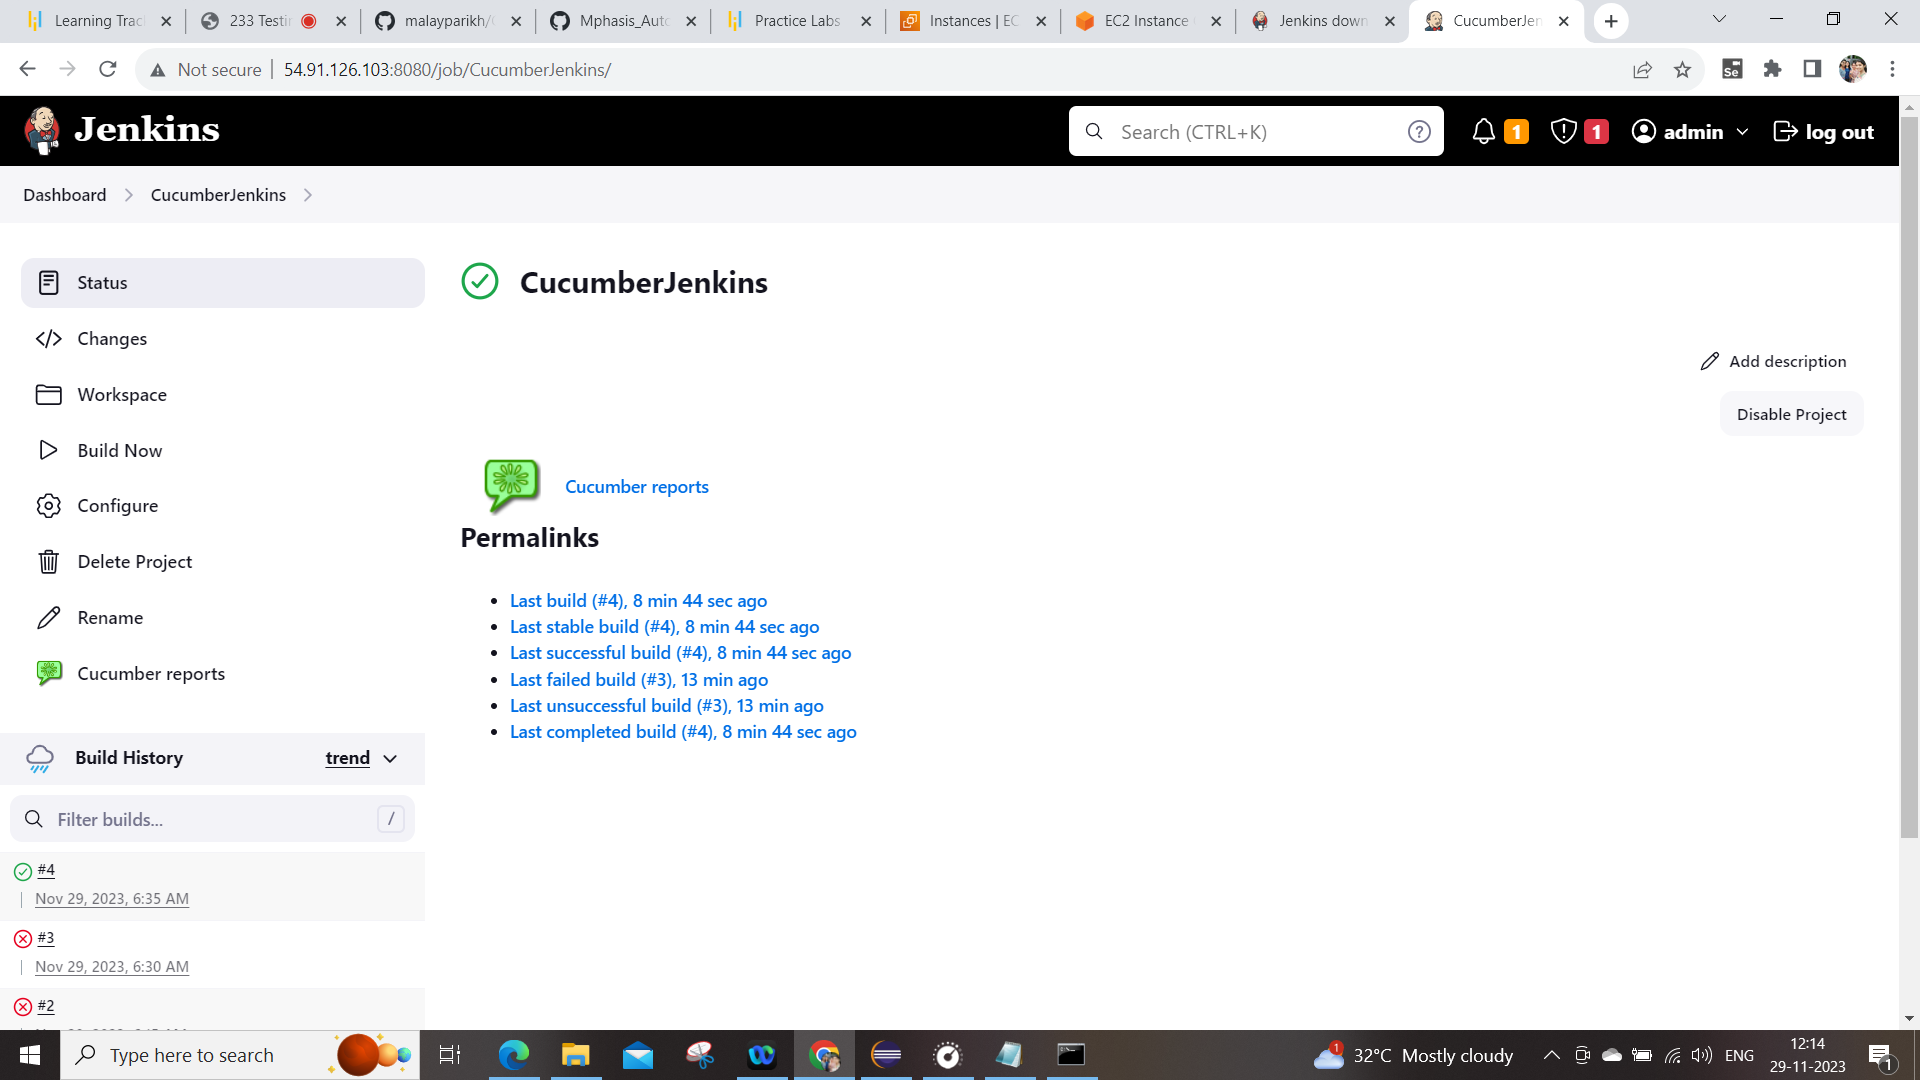 Learning Trac
233 Testin
malayparikh/
Mphasis_Auto
Practice Labs
Instances | EC
EC2 Instance
Jenkins down
CucumberJen
Not secure
54.91.126.103:8080/job/CucumberJenkins/
Jenkins
Search (CTRL+K)
1
1
admin
log out
Dashboard
CucumberJenkins
Status
Changes
Workspace
Build Now
Configure
Delete Project
Rename
Cucumber reports
CucumberJenkins
Add description
Disable Project
Cucumber reports
Permalinks
Last build (#4), 8 min 44 sec ago
Last stable build (#4), 8 min 44 sec ago
Last successful build (#4), 8 min 44 sec ago
Last failed build (#3), 13 min ago
Last unsuccessful build (#3), 13 min ago
Last completed build (#4), 8 min 44 sec ago
Build History
trend
Filter builds...
/
#4
Nov 29, 2023, 6:35 AM
#3
Nov 29, 2023, 6:30 AM
#2
Type here to search
1
32°C Mostly cloudy
ENG
12:14
29-11-2023
1